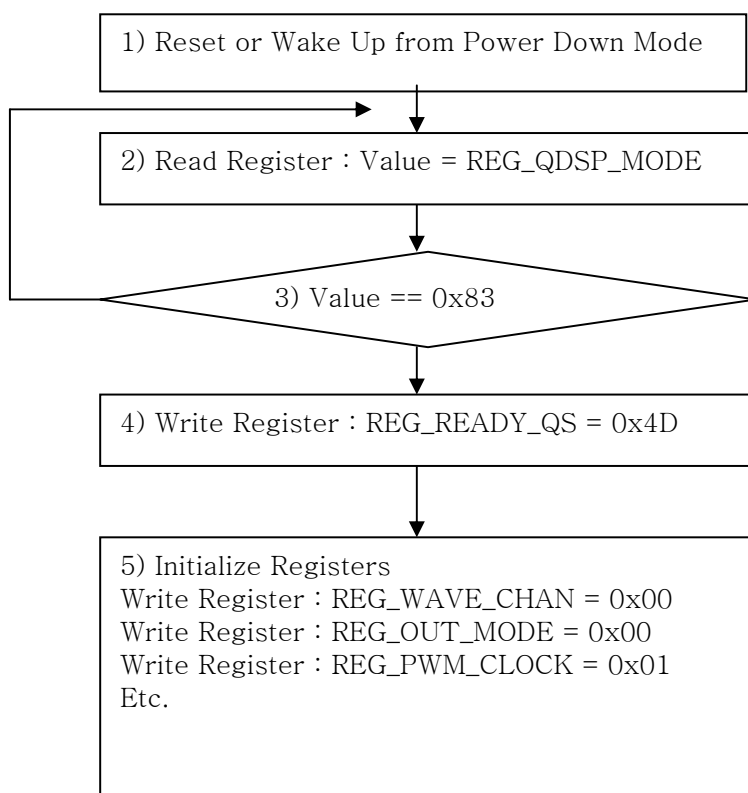 1) Reset or Wake Up from Power Down Mode
2) Read Register : Value = REG_QDSP_MODE
3) Value == 0x83
4) Write Register : REG_READY_QS = 0x4D
5) Initialize Registers
Write Register : REG_WAVE_CHAN = 0x00
Write Register : REG_OUT_MODE = 0x00
Write Register : REG_PWM_CLOCK = 0x01
Etc.